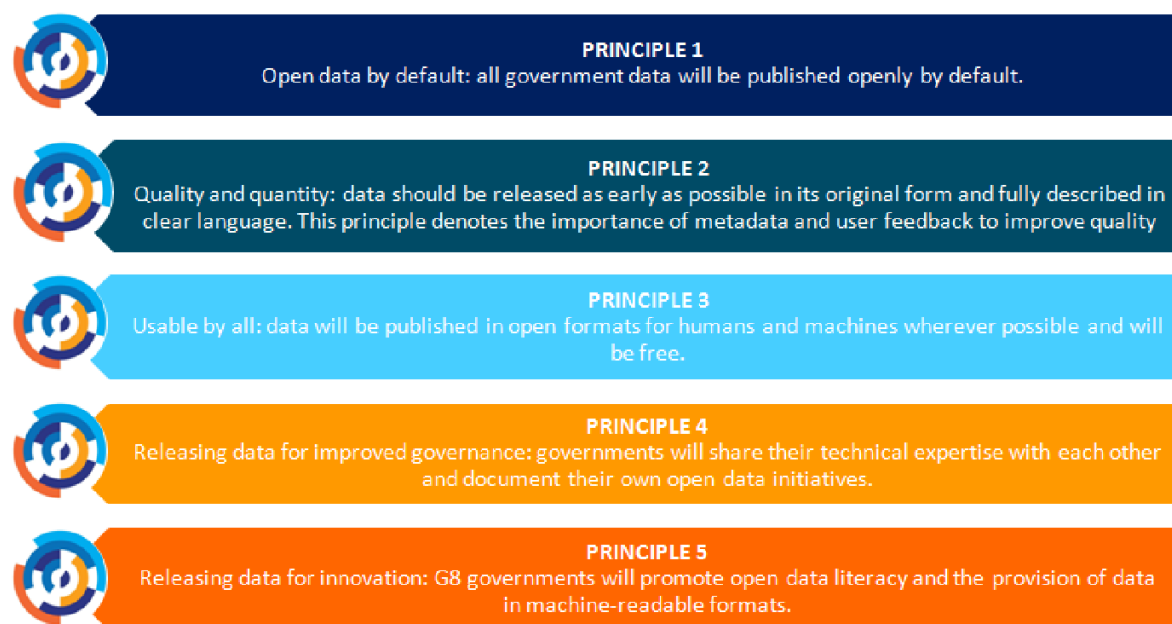 PRINCIPLE 1
Open data by default: all government data will be published openly by default.
PRINCIPLE 2
Quality and quantity: data should be released as early as possible in its original form and fully described in
clear language. This principle denotes the importance of metadata and user feedback to improve quality
PRINCIPLE 3
Usable by all: data will be published in open formats for humans and machines wherever possible and will
be free.
PRINCIPLE 4
Releasing data for improved governance: governments will share their technical expertise with each other
and document their own open data initiatives.
PRINCIPLE 5
Releasing data for innovation: G8 governments will promote open data literacy and the provision of data
in machine-readable formats.